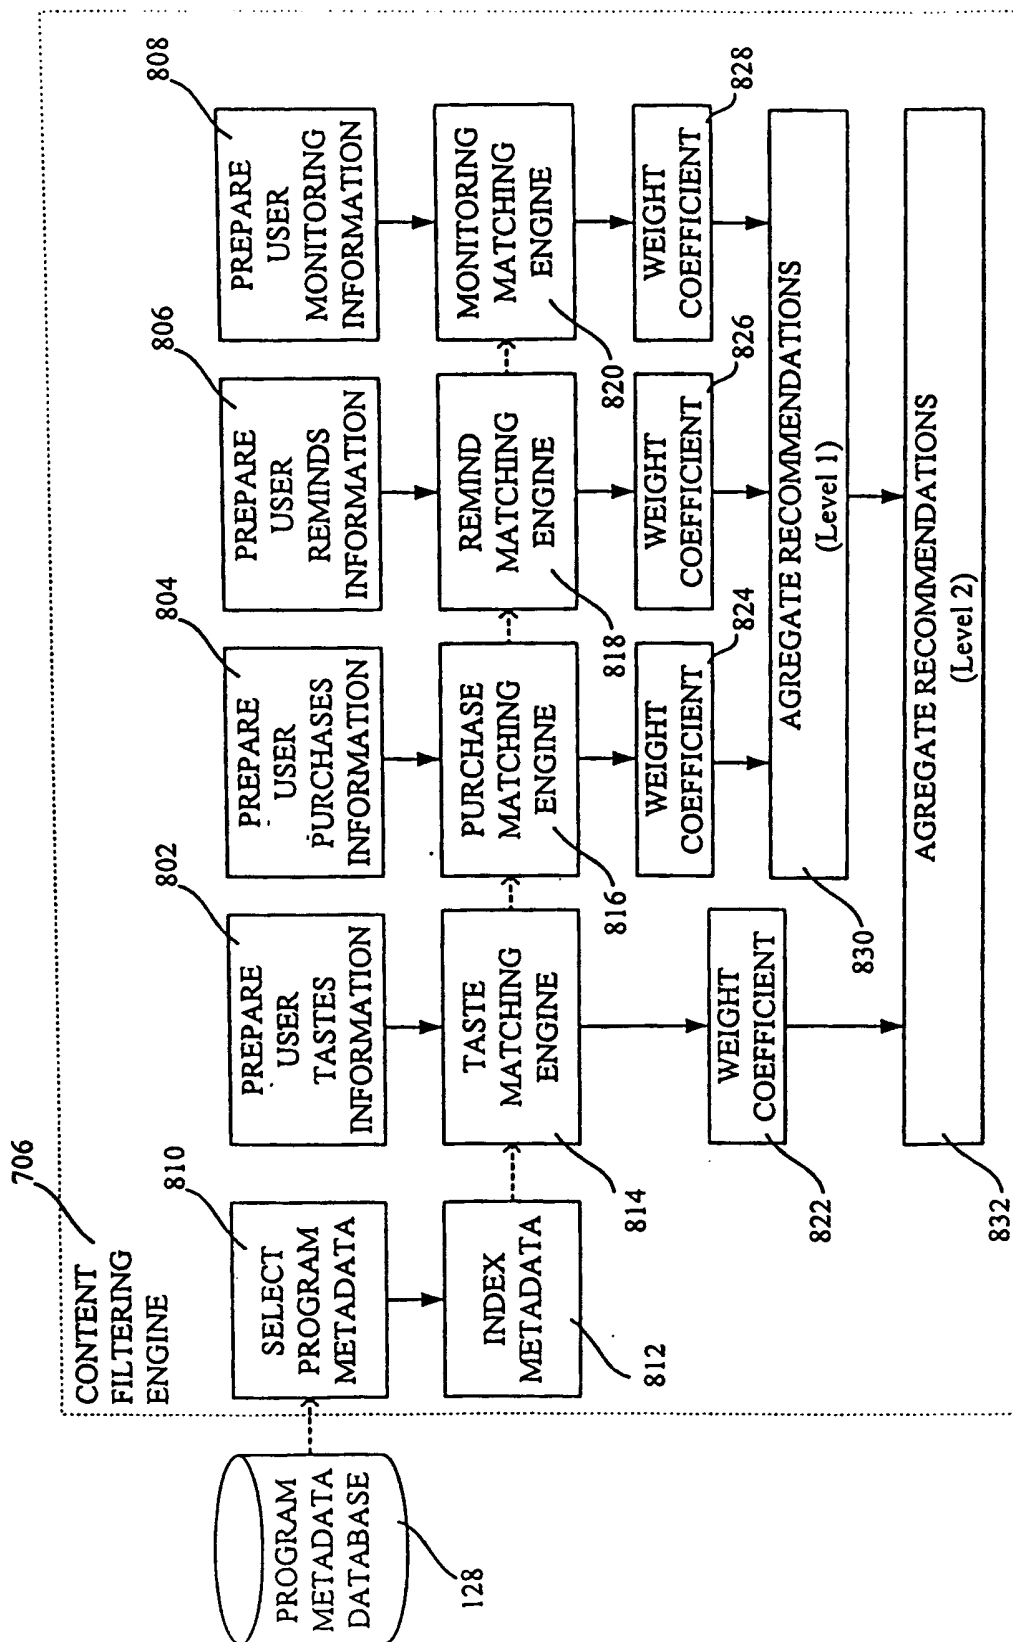 706
CONTENT
FILTERING
ENGINE
PROGRAM
METADATA
DATABASE
128
810
SELECT
PROGRAM
METADATA
INDEX
METADATA
812
802
PREPARE
USER
TASTES
INFORMATION
TASTE
MATCHING
ENGINE
814
WEIGHT
COEFFICIENT
822
804
PREPARE
USER
PURCHASES
INFORMATION
PURCHASE
MATCHING
ENGINE
816
WEIGHT
COEFFICIENT
824
806
PREPARE
USER
REMINDS
INFORMATION
REMIND
MATCHING
ENGINE
818
WEIGHT
COEFFICIENT
826
808
PREPARE
USER
MONITORING
INFORMATION
MONITORING
MATCHING
ENGINE
820
WEIGHT
COEFFICIENT
828
AGGREGATE RECOMMENDATIONS
(Level 1)
830
AGGREGATE RECOMMENDATIONS
(Level 2)
832